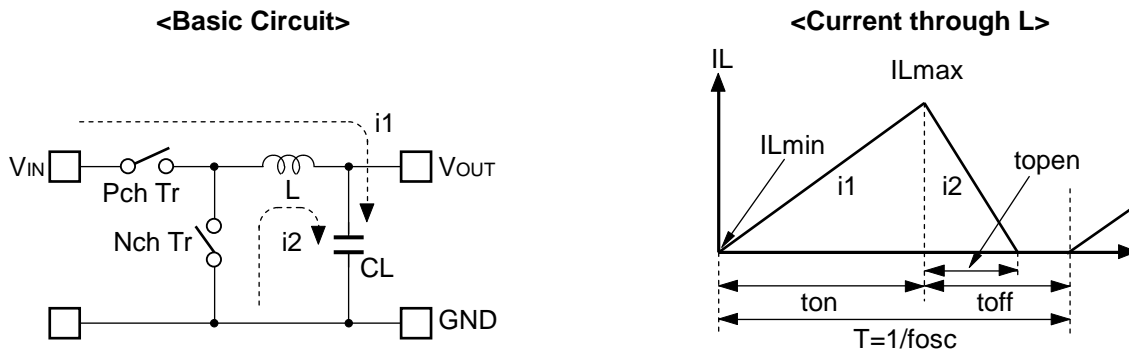 <Basic Circuit>
i1
VIN
Pch Tr
L
VOUT
Nch Tr
i2
CL
GND
<Current through L>
IL
ILmax
ILmin
topen
i1
i2
ton
toff
T=1/fosc